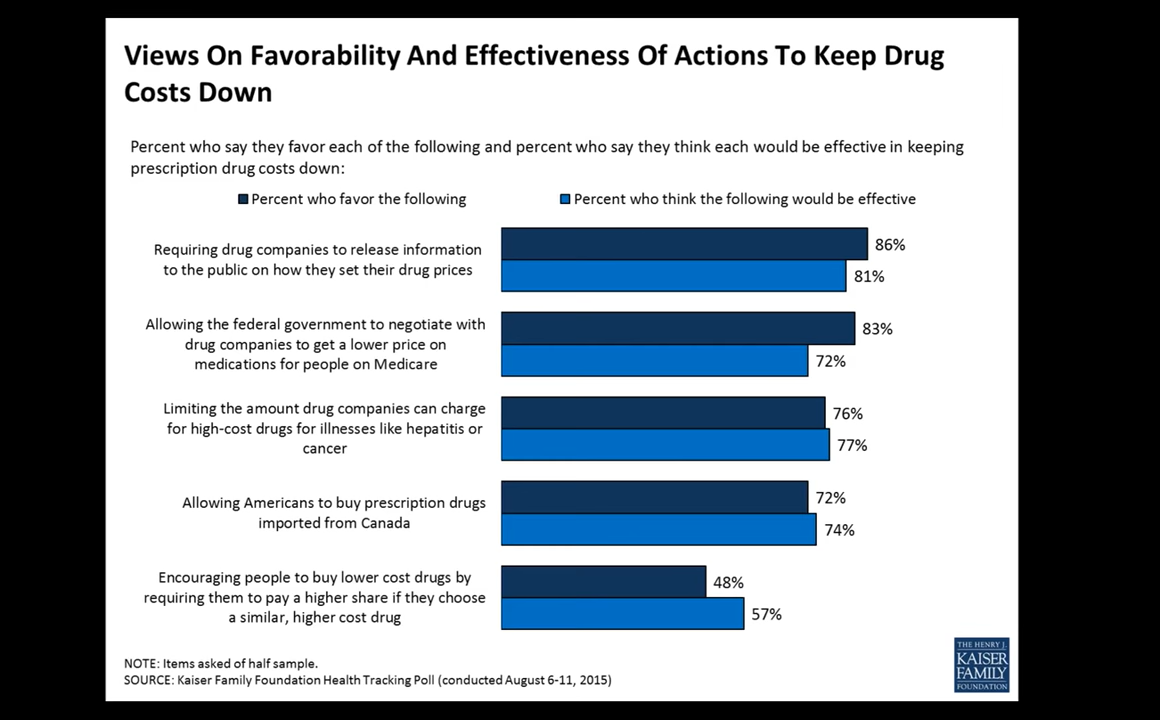 Views On Favorability And Effectiveness Of Actions To Keep Drug
Costs Down
Percent who say they favor each of the following and percent who say they think each would be effective in keeping
prescription drug costs down:
Percent who favor the following
Percent who think the following would be effective
Requiring drug companies to release information
to the public on how they set their drug prices
86%
81%
Allowing the federal government to negotiate with
drug companies to get a lower price on
medications for people on Medicare
83%
72%
Limiting the amount drug companies can charge
for high-cost drugs for illnesses like hepatitis or
cancer
76%
77%
Allowing Americans to buy prescription drugs
imported from Canada
72%
74%
Encouraging people to buy lower cost drugs by
requiring them to pay a higher share if they choose
a similar, higher cost drug
48%
57%
NOTE: Items asked of half sample.
SOURCE: Kaiser Family Foundation Health Tracking Poll (conducted August 6-11, 2015)
THE HENRY J.
KAISER
FAMILY
FOUNDATION